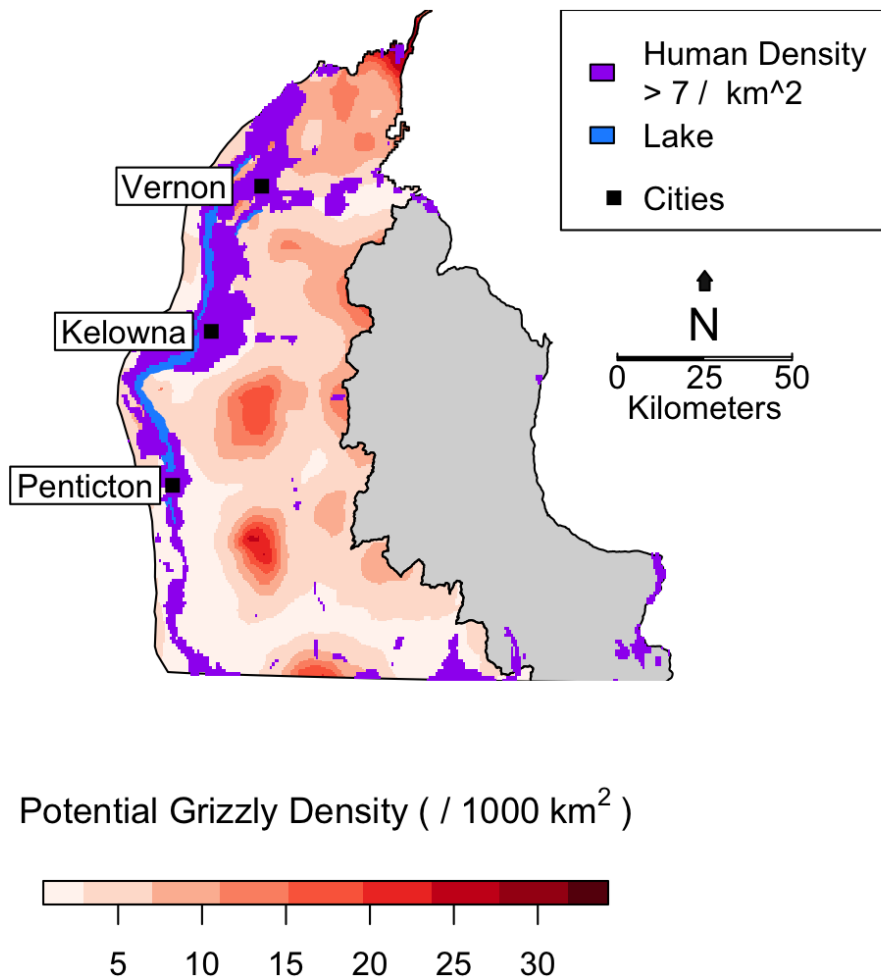 Human Density
> 7 / km^2
Lake
Cities
Vernon
Kelowna
Penticton
N
0 25 50
Kilometers
Potential Grizzly Density ( / 1000 km² )
5 10 15 20 25 30